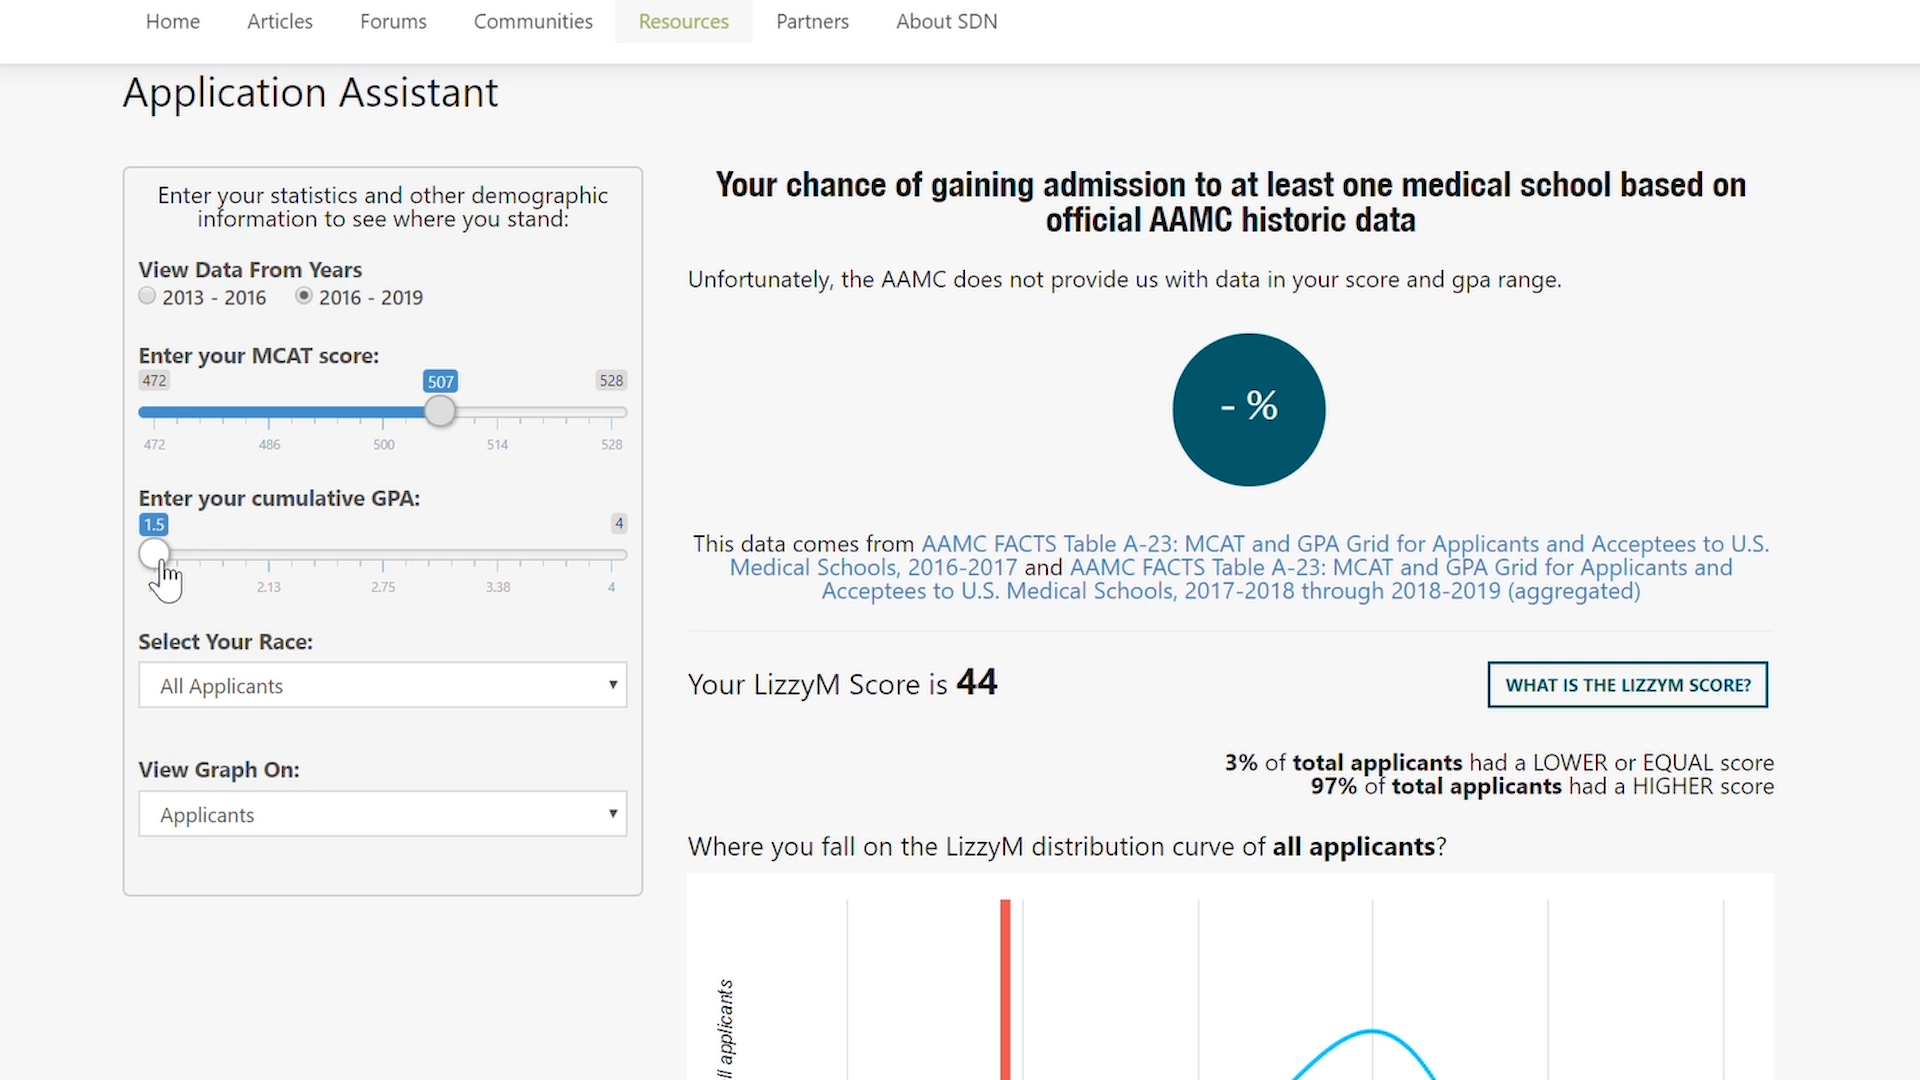 Home Articles Forums Communities Resources Partners About SDN
Application Assistant
Enter your statistics and other demographic
information to see where you stand:
View Data From Years
2013 - 2016 2016 - 2019
Enter your MCAT score:
472 507 528
472 486 500 514 528
Enter your cumulative GPA:
1.5 4
2.13 2.75 3.38 4
Select Your Race:
All Applicants
View Graph On:
Applicants
Your chance of gaining admission to at least one medical school based on
official AAMC historic data
Unfortunately, the AAMC does not provide us with data in your score and gpa range.
- %
This data comes from AAMC FACTS Table A-23: MCAT and GPA Grid for Applicants and Acceptees to U.S.
Medical Schools, 2016-2017 and AAMC FACTS Table A-23: MCAT and GPA Grid for Applicants and
Acceptees to U.S. Medical Schools, 2017-2018 through 2018-2019 (aggregated)
Your LizzyM Score is 44
WHAT IS THE LIZZYM SCORE?
3% of total applicants had a LOWER or EQUAL score
97% of total applicants had a HIGHER score
Where you fall on the LizzyM distribution curve of all applicants?
applicants